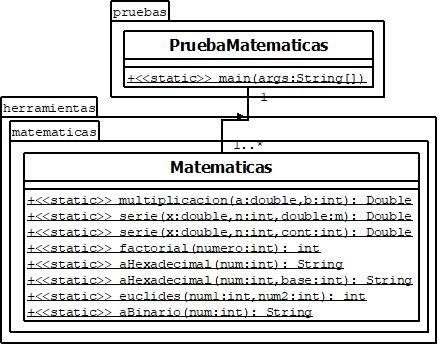 pruebas
PruebaMatematicas
+<<static>> main(args:String[])
1
herramientas
matematicas
1..*
Matematicas
+<<static>> multiplicacion(a:double,b:int): Double
+<<static>> serie(x:double,n:int,double:m): Double
+<<static>> serie(x:double,n:int,cont:int): Double
+<<static>> factorial(numero:int): int
+<<static>> aHexadecimal(num:int): String
+<<static>> aHexadecimal(num:int,base:int): String
+<<static>> euclides(num1:int,num2:int): int
+<<static>> aBinario(num:int): String